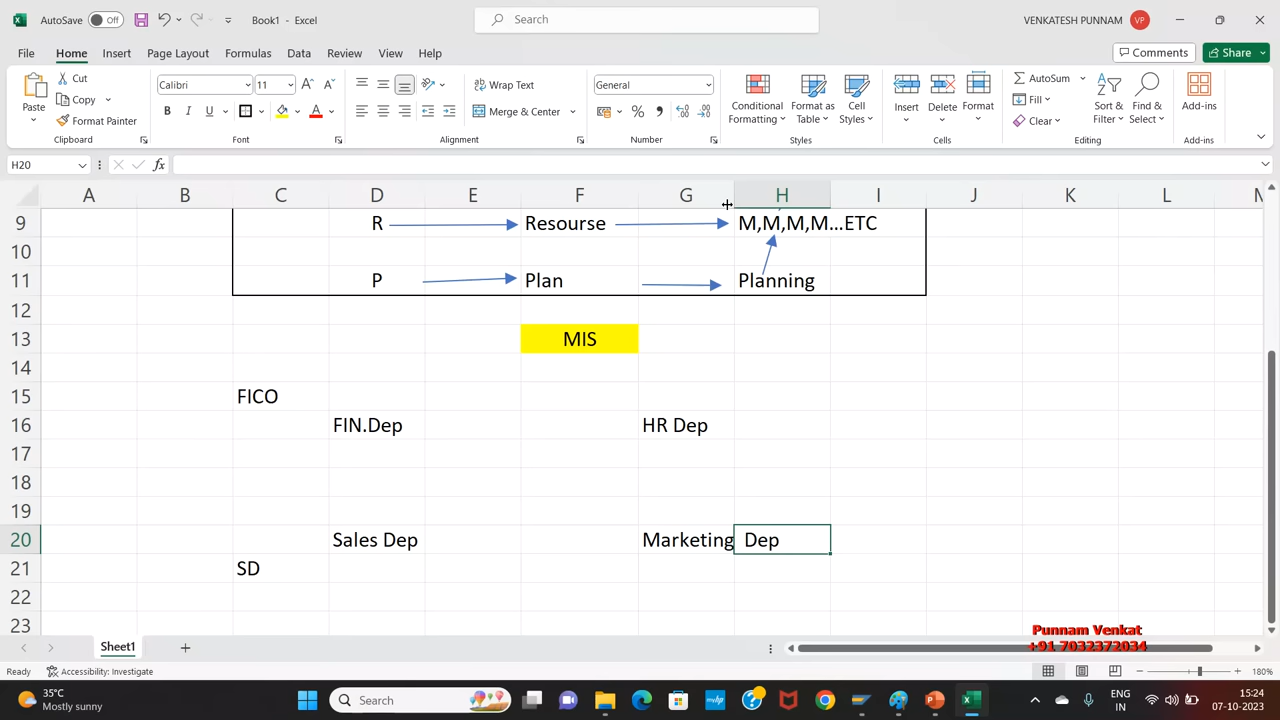 AutoSave Off Book1 - Excel Search VENKATESH PUNNAM VP
File Home Insert Page Layout Formulas Data Review View Help Comments Share
Paste Cut Copy Format Painter Clipboard
Calibri 11 B I U A Font
Wrap Text Merge & Center Alignment
General % , Number
Conditional Formatting Format as Table Cell Styles Styles
Insert Delete Format Cells
AutoSum Fill Clear Sort & Filter Find & Select Editing
Add-ins Add-ins
H20 fx
A B C D E F G H I J K L M
9 R Resourse M,M,M,M...ETC
10
11 P Plan Planning
12
13 MIS
14
15 FICO
16 FIN.Dep HR Dep
17
18
19
20 Sales Dep Marketing Dep
21 SD
22
23
Punnam Venkat
+91 7032372034
Sheet1
Ready Accessibility: Investigate 180%
35°C Mostly sunny Search ENG IN 15:24 07-10-2023